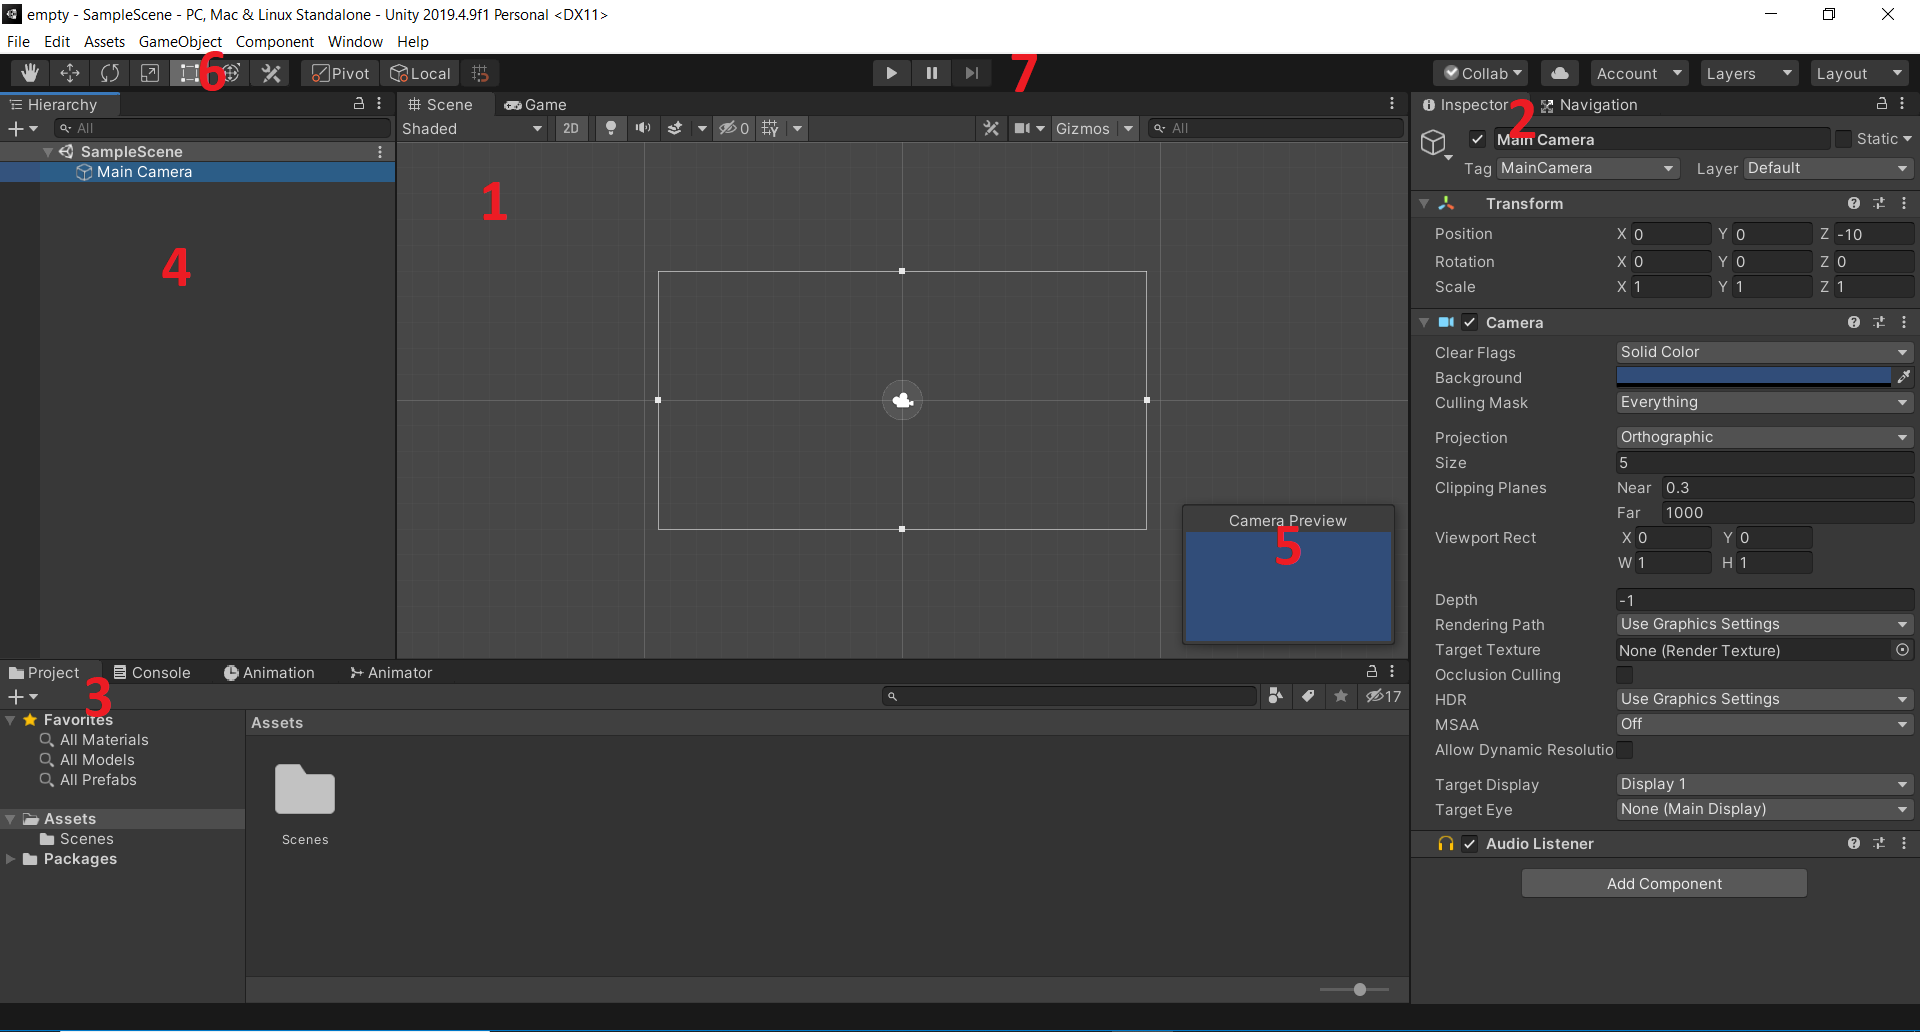 empty - SampleScene - PC, Mac & Linux Standalone - Unity 2019.4.9f1 Personal <DX11>
File Edit Assets GameObject Component Window Help
6 Pivot Local 7 Collab Account Layers Layout
Hierarchy
All
SampleScene
Main Camera
4
Scene Game
Shaded 2D 0 Gizmos All
1
Camera Preview
5
Inspector 2 Navigation
Main Camera Static
Tag MainCamera Layer Default
Transform
Position X 0 Y 0 Z -10
Rotation X 0 Y 0 Z 0
Scale X 1 Y 1 Z 1
Camera
Clear Flags Solid Color
Background
Culling Mask Everything
Projection Orthographic
Size 5
Clipping Planes Near 0.3
Far 1000
Viewport Rect X 0 Y 0
W 1 H 1
Depth -1
Rendering Path Use Graphics Settings
Target Texture None (Render Texture)
Occlusion Culling
HDR Use Graphics Settings
MSAA Off
Allow Dynamic Resolutio
Target Display Display 1
Target Eye None (Main Display)
Audio Listener
Add Component
Project Console Animation Animator
3 17
Favorites
All Materials
All Models
All Prefabs
Assets
Scenes
Packages
Assets
Scenes